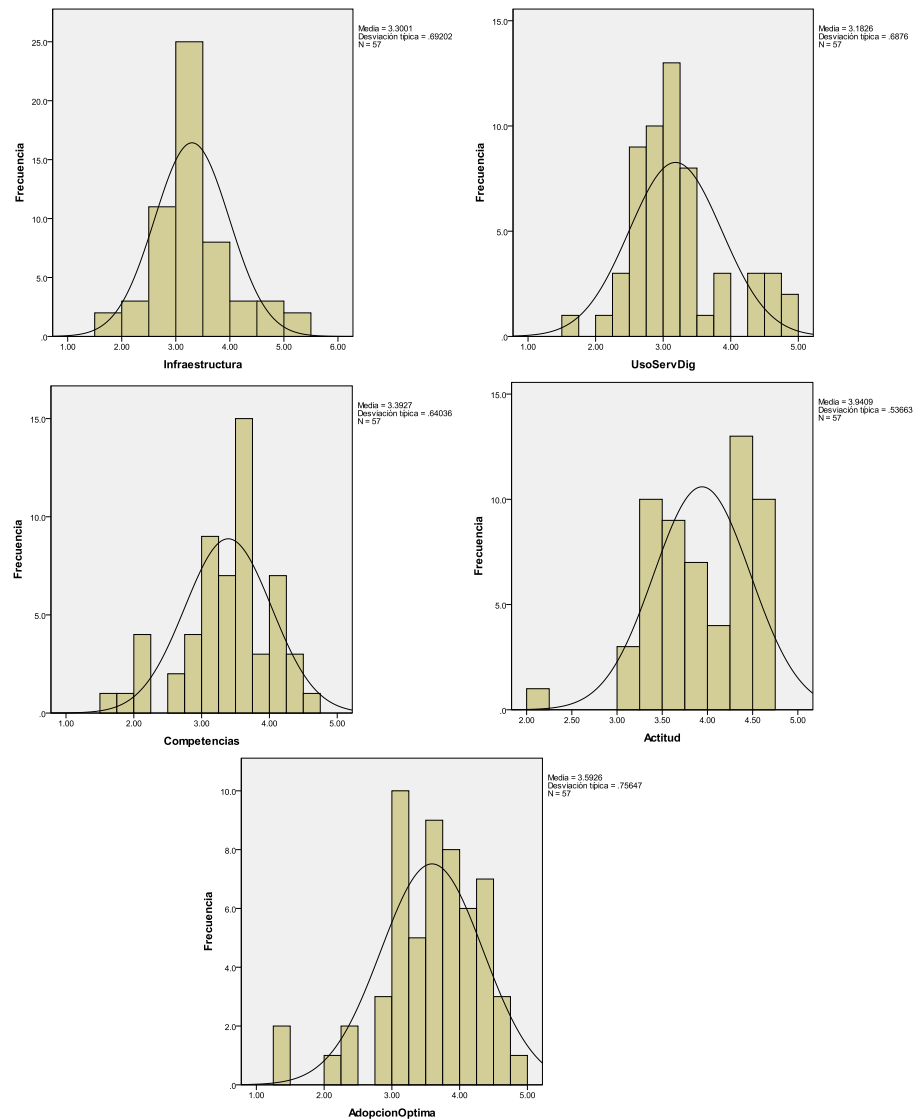 Media = 3.3001
Desviación típica = .69202
N = 57
Frecuencia
25.0
20.0
15.0
10.0
5.0
.0
1.00 2.00 3.00 4.00 5.00 6.00
Infraestructura
Media = 3.1826
Desviación típica = .6876
N = 57
Frecuencia
15.0
10.0
5.0
.0
1.00 2.00 3.00 4.00 5.00
UsoServDig
Media = 3.3927
Desviación típica = .64036
N = 57
Frecuencia
15.0
10.0
5.0
.0
1.00 2.00 3.00 4.00 5.00
Competencias
Media = 3.9409
Desviación típica = .53663
N = 57
Frecuencia
15.0
10.0
5.0
.0
2.00 2.50 3.00 3.50 4.00 4.50 5.00
Actitud
Media = 3.5926
Desviación típica = .75647
N = 57
Frecuencia
10.0
8.0
6.0
4.0
2.0
.0
1.00 2.00 3.00 4.00 5.00
AdopcionOptima